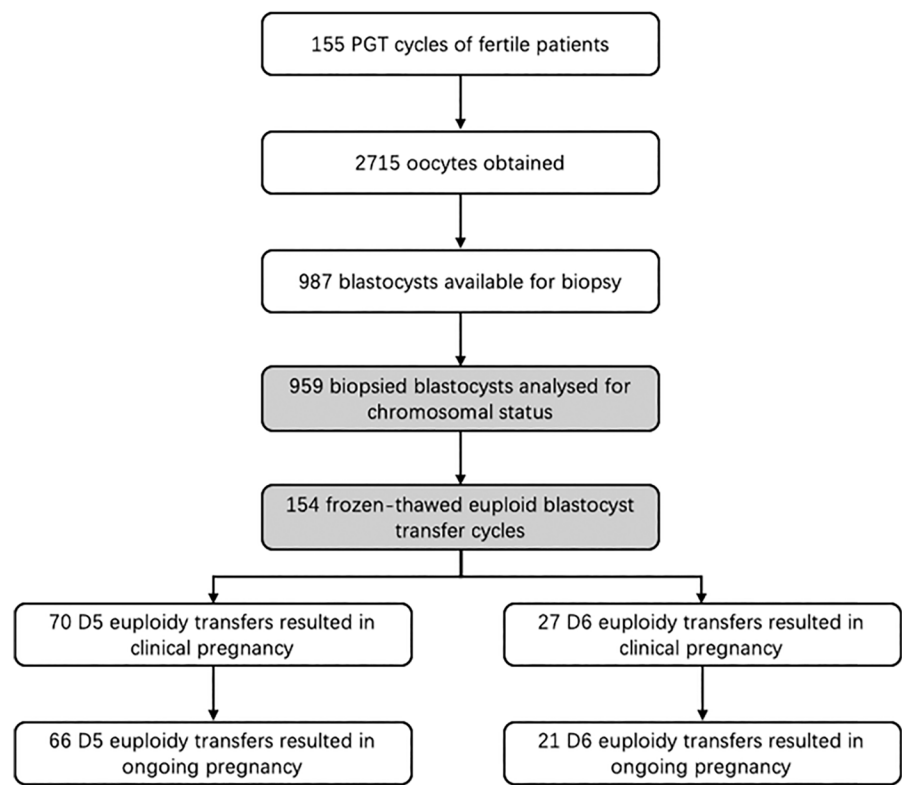 155 PGT cycles of fertile patients
2715 oocytes obtained
987 blastocysts available for biopsy
959 biopsied blastocysts analysed for
chromosomal status
154 frozen-thawed euploid blastocyst
transfer cycles
70 D5 euploidy transfers resulted in
clinical pregnancy
27 D6 euploidy transfers resulted in
clinical pregnancy
66 D5 euploidy transfers resulted in
ongoing pregnancy
21 D6 euploidy transfers resulted in
ongoing pregnancy